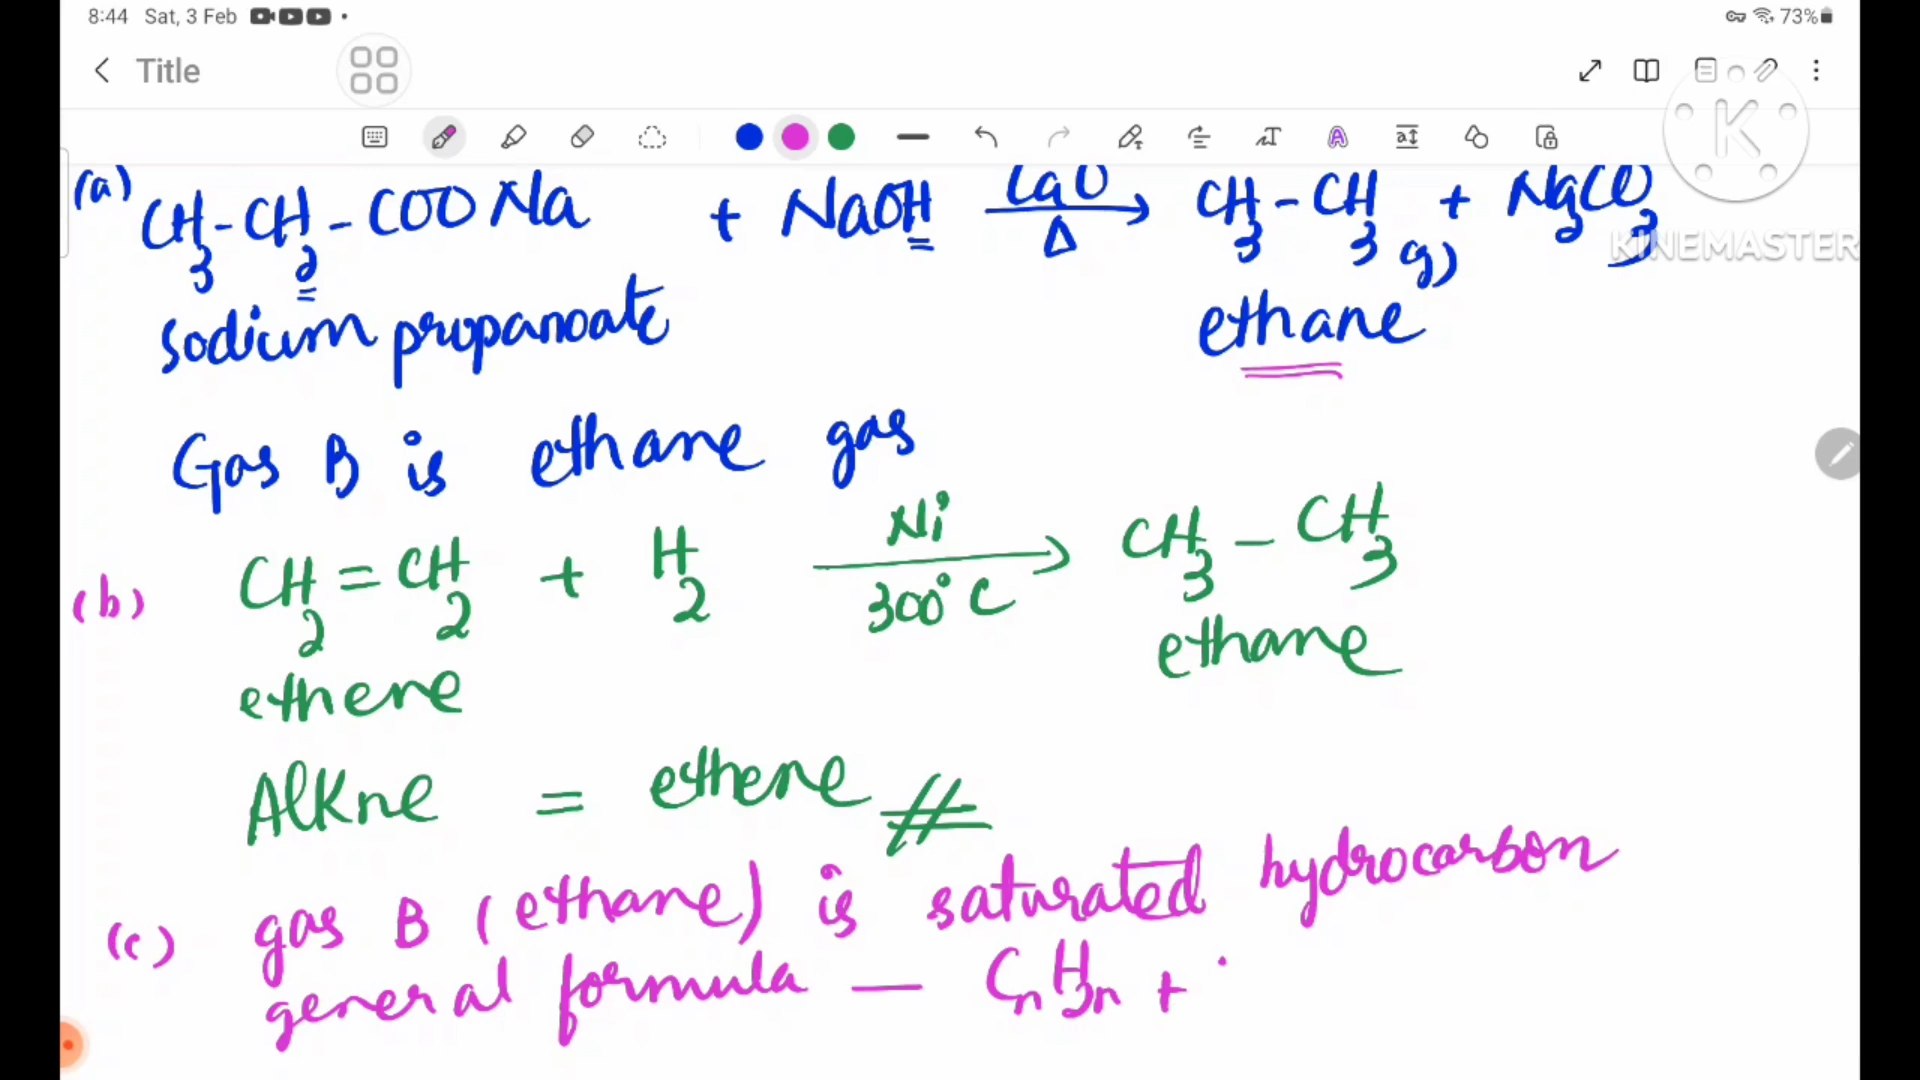 8:44 Sat, 3 Feb 73%
Title
K
KINEMASTER
(a) CH₃-CH₂-COONa + NaOH CaO Δ → CH₃-CH₃ (g) + Na₂CO₃
sodium propanoate ethane
Gas B is ethane gas
(b) CH₂=CH₂ + H₂ Ni 300°C → CH₃-CH₃
ethene ethane
Alkne = ethene
(c) gas B (ethane) is saturated hydrocarbon
general formula — CₙH₂ₙ +